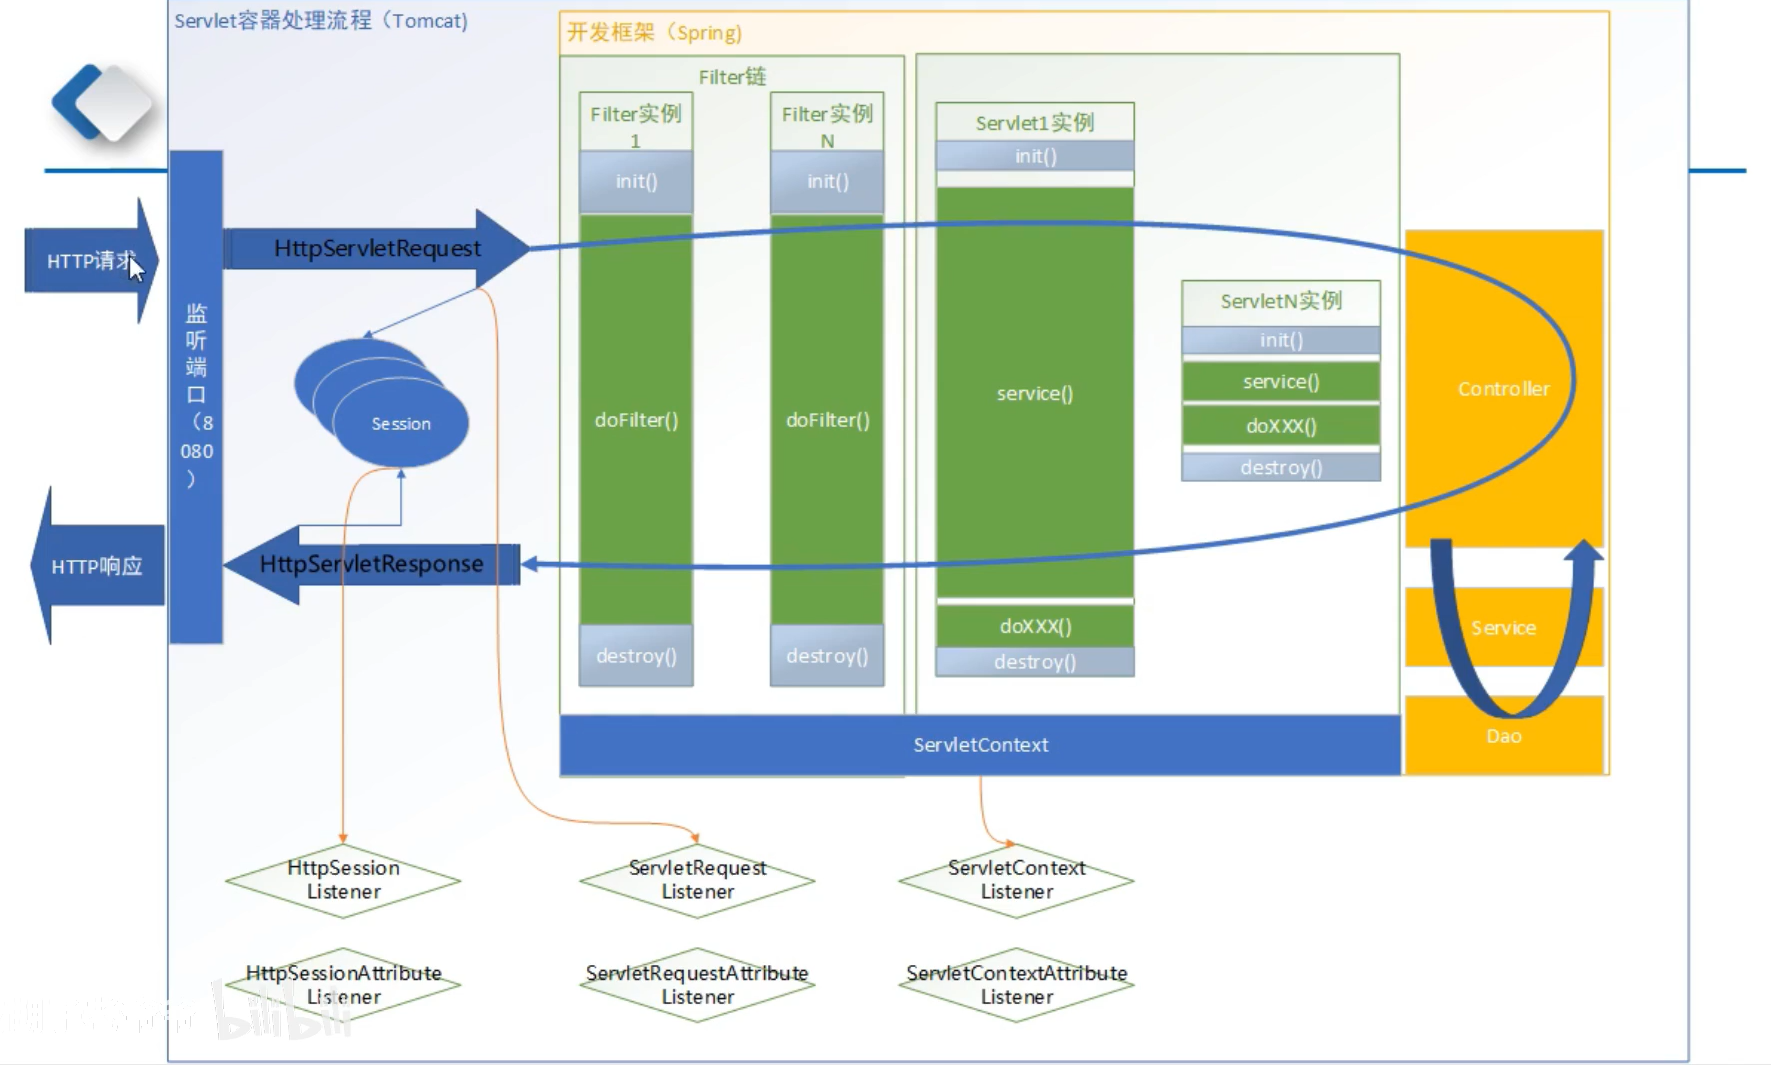 Servlet容器处理流程（Tomcat)
开发框架（Spring)
Filter链
Filter实例
1
init()
doFilter()
destroy()
Filter实例
N
init()
doFilter()
destroy()
Servlet1实例
init()
service()
doXXX()
destroy()
ServletN实例
init()
service()
doXXX()
destroy()
HTTP请求
监
听
端
口
（8
080
）
HttpServletRequest
Session
HttpServletResponse
HTTP响应
Controller
Service
Dao
ServletContext
HttpSession
Listener
ServletRequest
Listener
ServletContext
Listener
HttpSessionAttribute
Listener
ServletRequestAttribute
Listener
ServletContextAttribute
Listener
bilibili